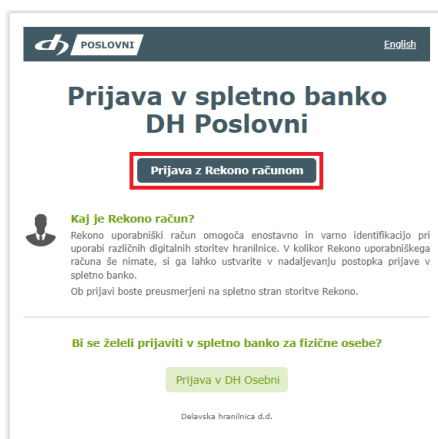 dh POSLOVNI English
Prijava v spletno banko
DH Poslovni
Prijava z Rekono računom
Kaj je Rekono račun?
Rekono uporabniški račun omogoča enostavno in varno identifikacijo pri
uporabi različnih digitalnih storitev hranilnice. V kolikor Rekono uporabniškega
računa še nimate, si ga lahko ustvarite v nadaljevanju postopka prijave v
spletno banko.
Ob prijavi boste preusmerjeni na spletno stran storitve Rekono.
Bi se želeli prijaviti v spletno banko za fizične osebe?
Prijava v DH Osebni
Delavska hranilnica d.d.